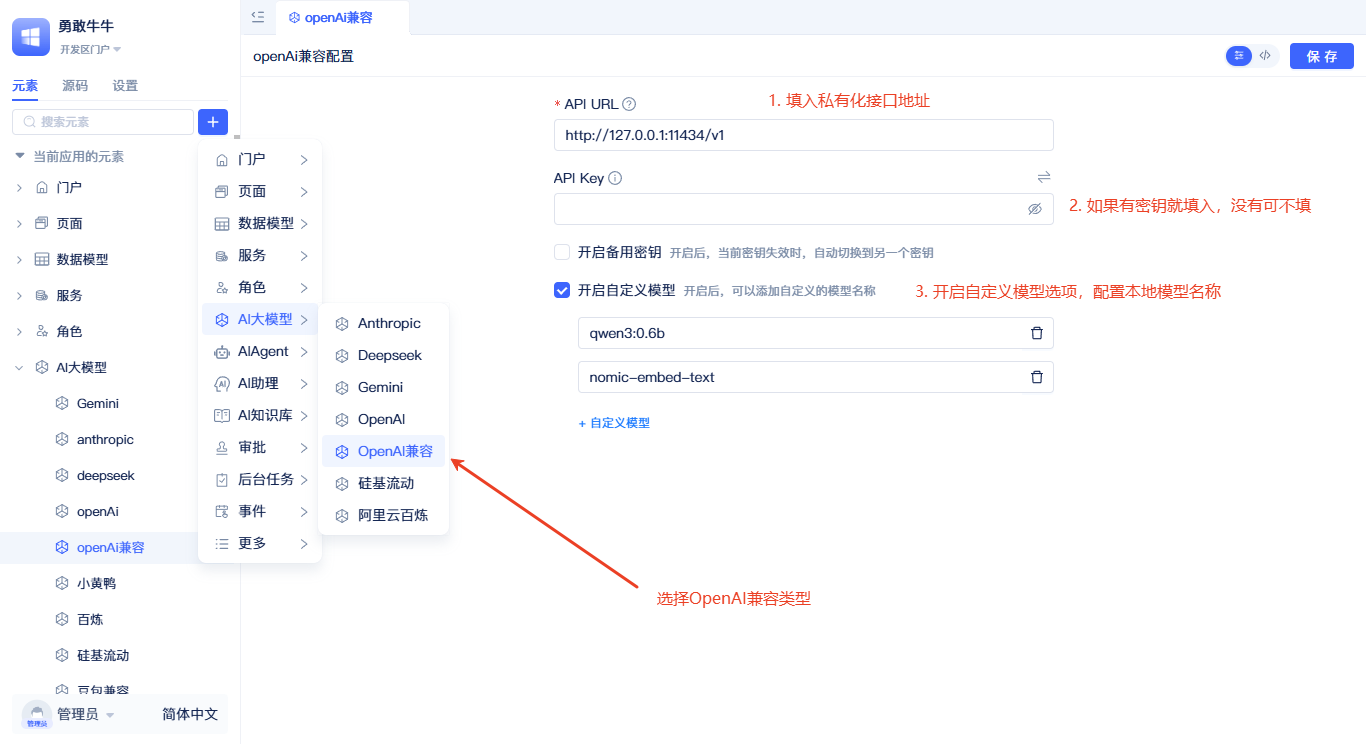 勇敢牛牛
开发区门户
元素 源码 设置
搜索元素
当前应用的元素
门户
页面
数据模型
服务
角色
AI大模型
Gemini
anthropic
deepseek
openAi
openAi兼容
小黄鸭
百炼
硅基流动
豆包兼容
管理员
管理员
简体中文
门户
页面
数据模型
服务
角色
AI大模型
AIAgent
AI助理
AI知识库
审批
后台任务
事件
更多
Anthropic
Deepseek
Gemini
OpenAI
OpenAI兼容
硅基流动
阿里云百炼
openAi兼容
openAi兼容配置
保存
* API URL
1. 填入私有化接口地址
http://127.0.0.1:11434/v1
API Key
2. 如果有密钥就填入，没有可不填
开启备用密钥 开启后，当前密钥失效时，自动切换到另一个密钥
开启自定义模型 开启后，可以添加自定义的模型名称
3. 开启自定义模型选项，配置本地模型名称
qwen3:0.6b
nomic-embed-text
+ 自定义模型
选择OpenAI兼容类型